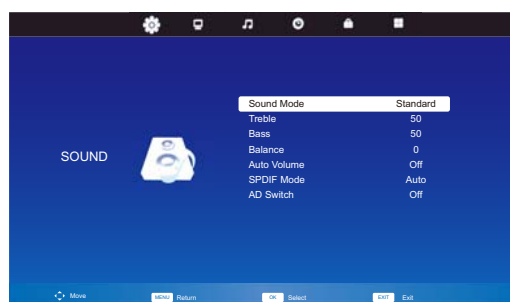 Sound Mode Standard
Treble 50
Bass 50
Balance 0
SOUND
Auto Volume Off
SPDIF Mode Auto
AD Switch Off
Move MENU Return OK Select EXIT Exit